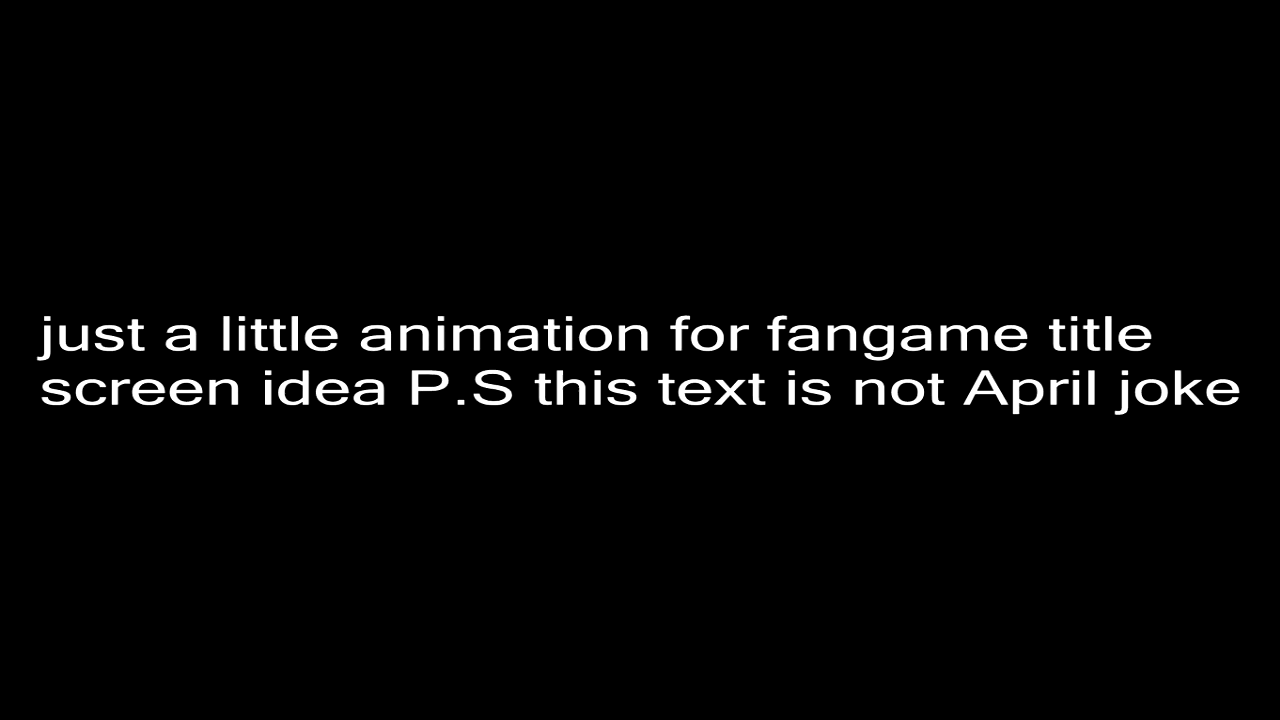 just a little animation for fangame title
screen idea P.S this text is not April joke